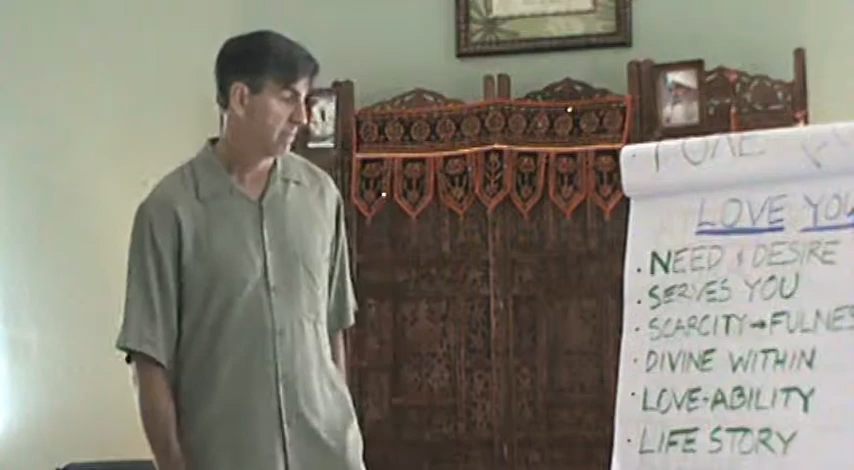 LOVE YOU
• NEED & DESIRE
• SERVES YOU
• SCARCITY → FULNES
• DIVINE WITHIN
• LOVE-ABILITY
• LIFE STORY